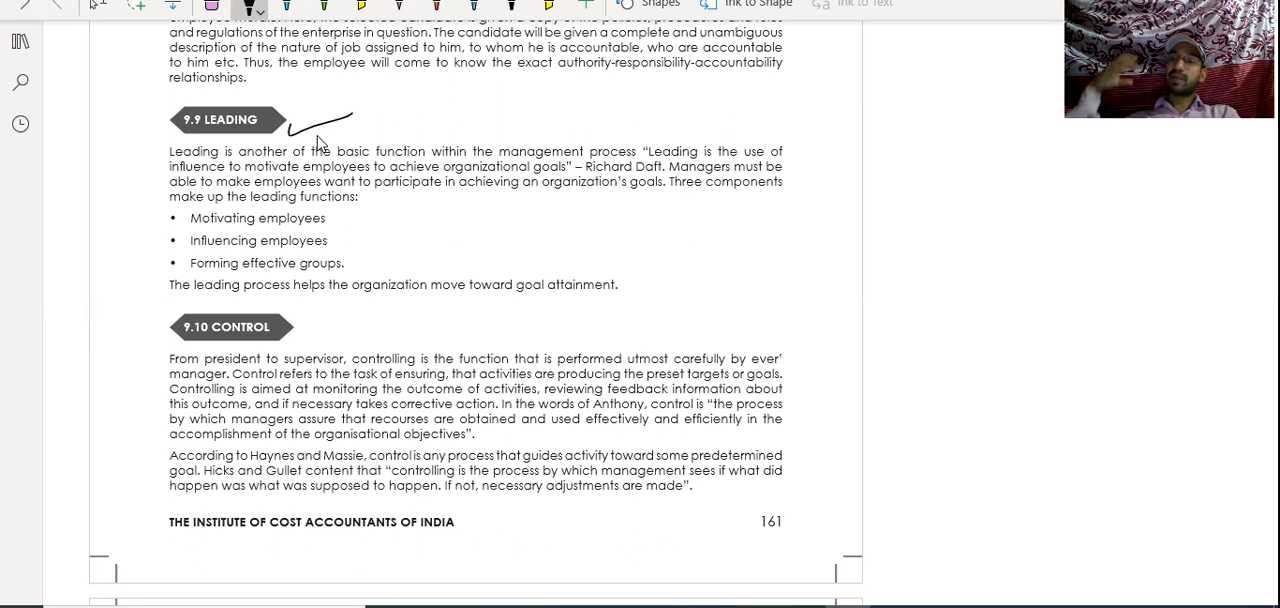 Shapes
Ink to Shape
Ink to Text
and regulations of the enterprise in question. The candidate will be given a complete and unambiguous
description of the nature of job assigned to him, to whom he is accountable, who are accountable
to him etc. Thus, the employee will come to know the exact authority-responsibility-accountability
relationships.
9.9 LEADING
Leading is another of the basic function within the management process “Leading is the use of
influence to motivate employees to achieve organizational goals” – Richard Daft. Managers must be
able to make employees want to participate in achieving an organization’s goals. Three components
make up the leading functions:
• Motivating employees
• Influencing employees
• Forming effective groups.
The leading process helps the organization move toward goal attainment.
9.10 CONTROL
From president to supervisor, controlling is the function that is performed utmost carefully by ever’
manager. Control refers to the task of ensuring, that activities are producing the preset targets or goals.
Controlling is aimed at monitoring the outcome of activities, reviewing feedback information about
this outcome, and if necessary takes corrective action. In the words of Anthony, control is “the process
by which managers assure that recourses are obtained and used effectively and efficiently in the
accomplishment of the organisational objectives”.
According to Haynes and Massie, control is any process that guides activity toward some predetermined
goal. Hicks and Gullet content that “controlling is the process by which management sees if what did
happen was what was supposed to happen. If not, necessary adjustments are made”.
THE INSTITUTE OF COST ACCOUNTANTS OF INDIA
161